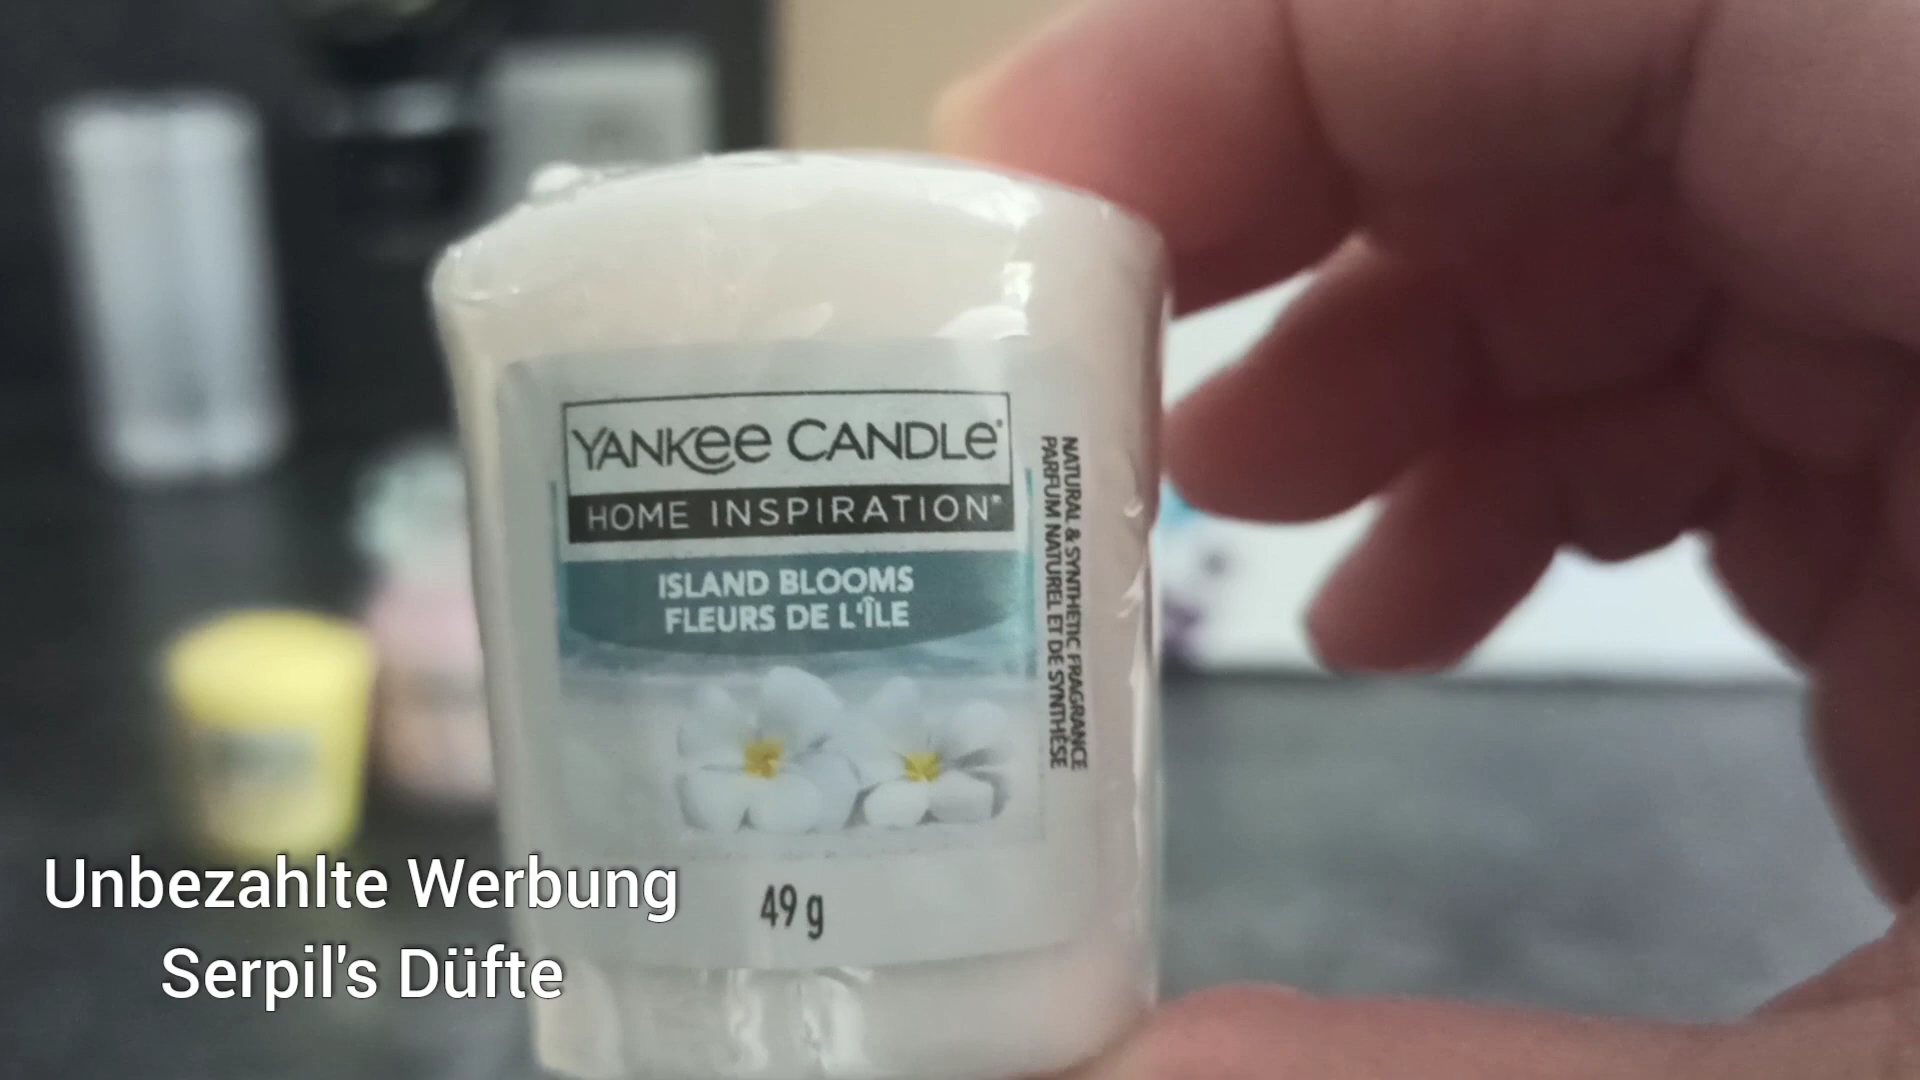 YANKEE CANDLE®
HOME INSPIRATION®
ISLAND BLOOMS
FLEURS DE L'ÎLE
NATURAL & SYNTHETIC FRAGRANCE
PARFUM NATUREL ET DE SYNTHÈSE
49 g
Unbezahlte Werbung
Serpil's Düfte